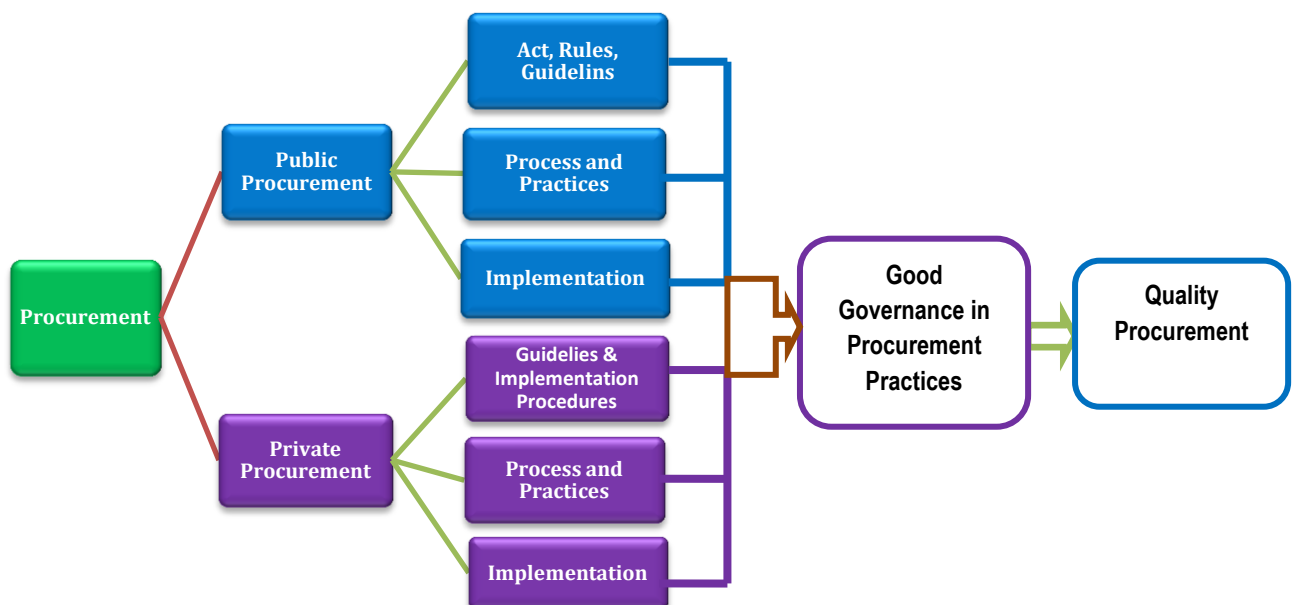 Procurement
Public
Procurement
Act, Rules,
Guidelins
Process and
Practices
Implementation
Private
Procurement
Guidelies &
Implementation
Procedures
Process and
Practices
Implementation
Good
Governance in
Procurement
Practices
Quality
Procurement